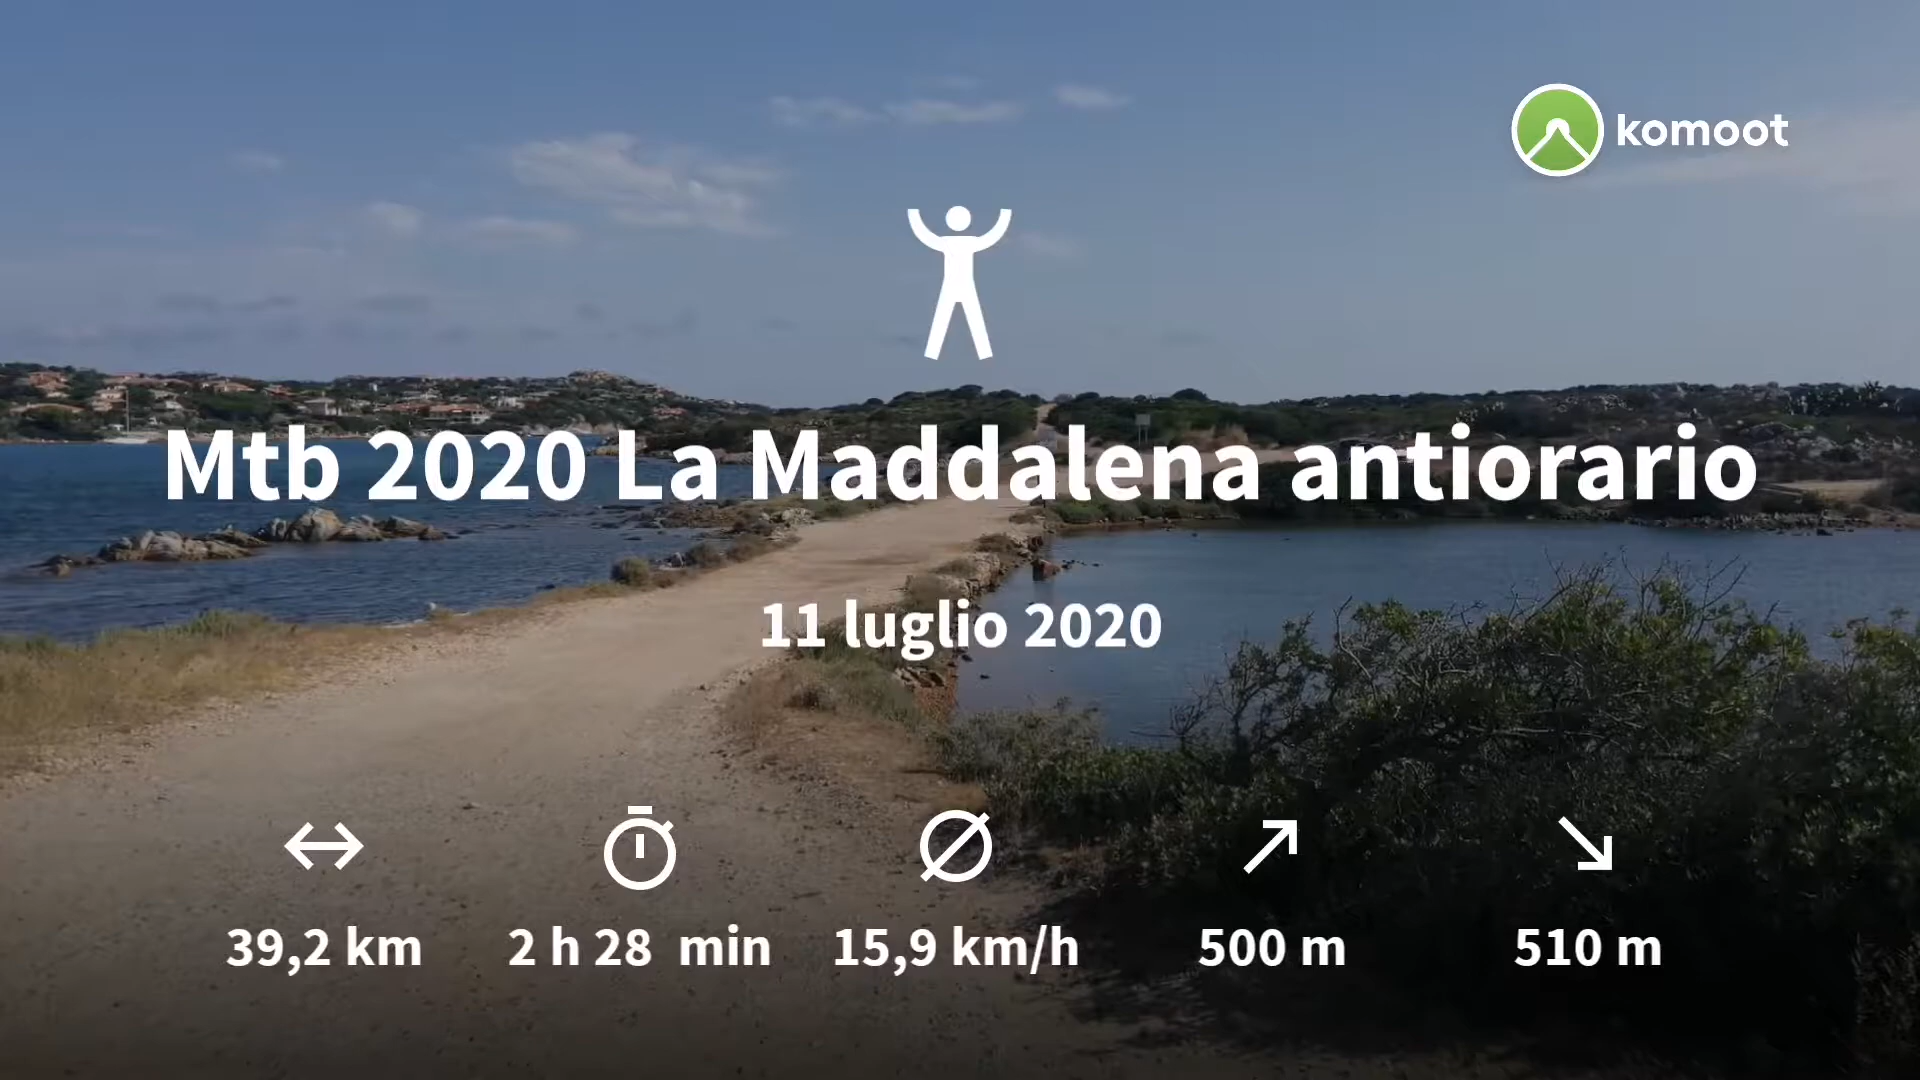 komoot
Mtb 2020 La Maddalena antiorario
11 luglio 2020
39,2 km
2 h 28 min
15,9 km/h
500 m
510 m